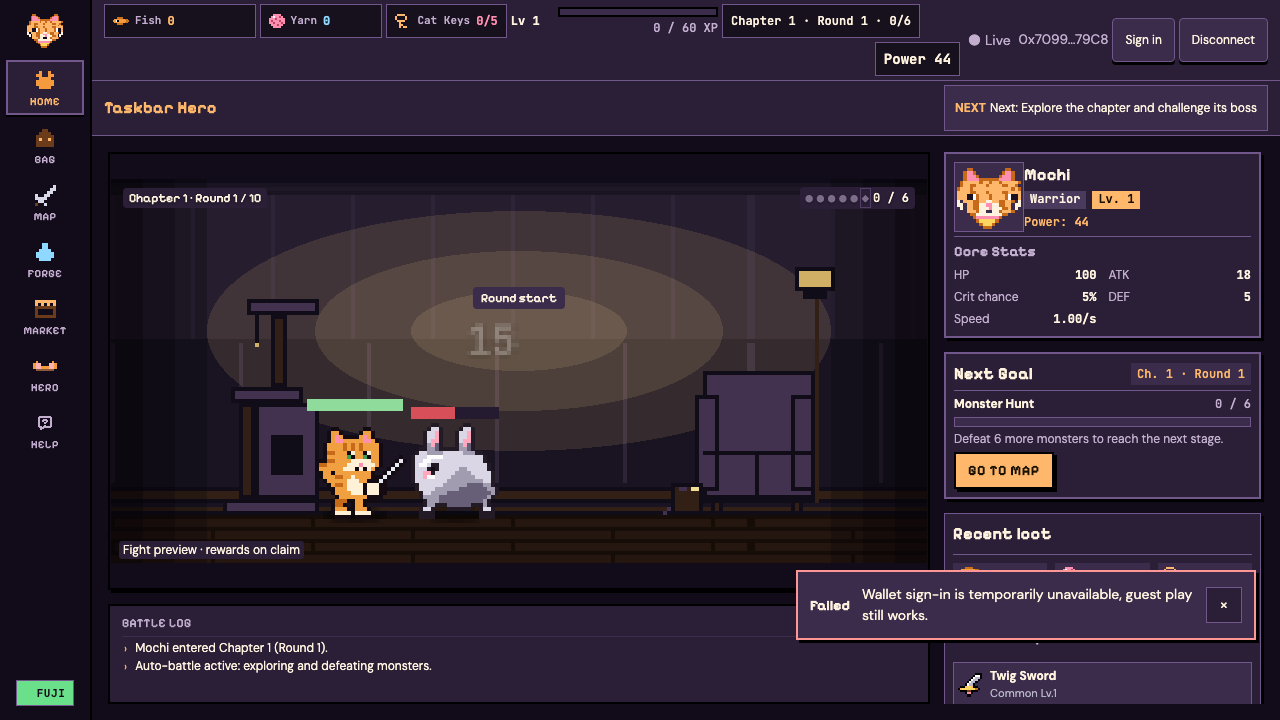 Fish 0
Yarn 0
Cat Keys 0/5
Lv 1
0 / 60 XP
Chapter 1 · Round 1 · 0/6
Power 44
Live
0x7099…79C8
Sign in
Disconnect
HOME
BAG
MAP
FORGE
MARKET
HERO
HELP
FUJI
Taskbar Hero
NEXT Next: Explore the chapter and challenge its boss
Chapter 1 · Round 1 / 10
0 / 6
Round start
15
Fight preview · rewards on claim
BATTLE LOG
› Mochi entered Chapter 1 (Round 1).
› Auto-battle active: exploring and defeating monsters.
Mochi
Warrior
Lv. 1
Power: 44
Core Stats
HP 100 ATK 18
Crit chance 5% DEF 5
Speed 1.00/s
Next Goal
Ch. 1 · Round 1
Monster Hunt 0 / 6
Defeat 6 more monsters to reach the next stage.
GO TO MAP
Recent loot
Failed
Wallet sign-in is temporarily unavailable, guest play
still works.
×
Twig Sword
Common Lv.1